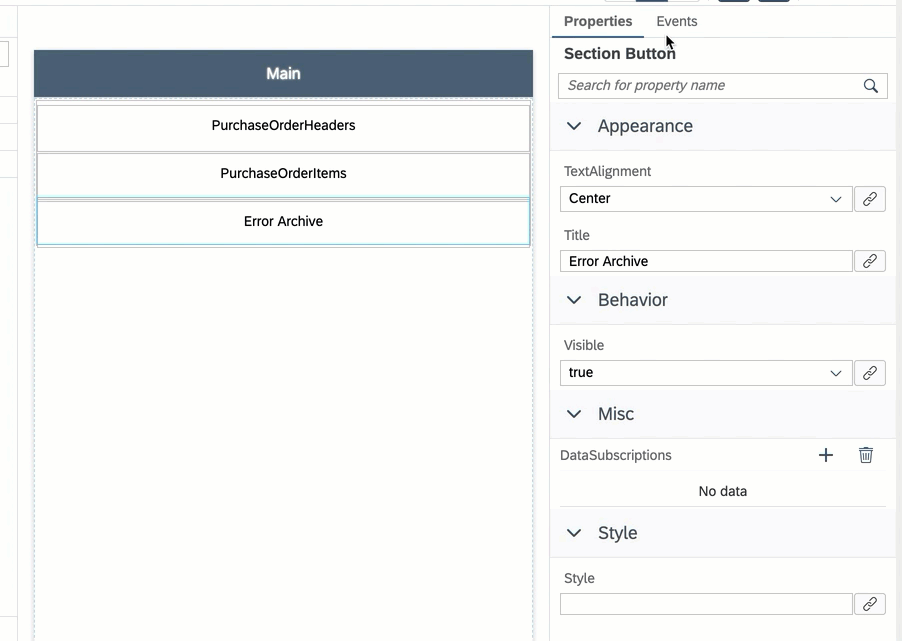 Main
PurchaseOrderHeaders
PurchaseOrderItems
Error Archive
Properties Events
Section Button
Search for property name
Appearance
TextAlignment
Center
Title
Error Archive
Behavior
Visible
true
Misc
DataSubscriptions
No data
Style
Style